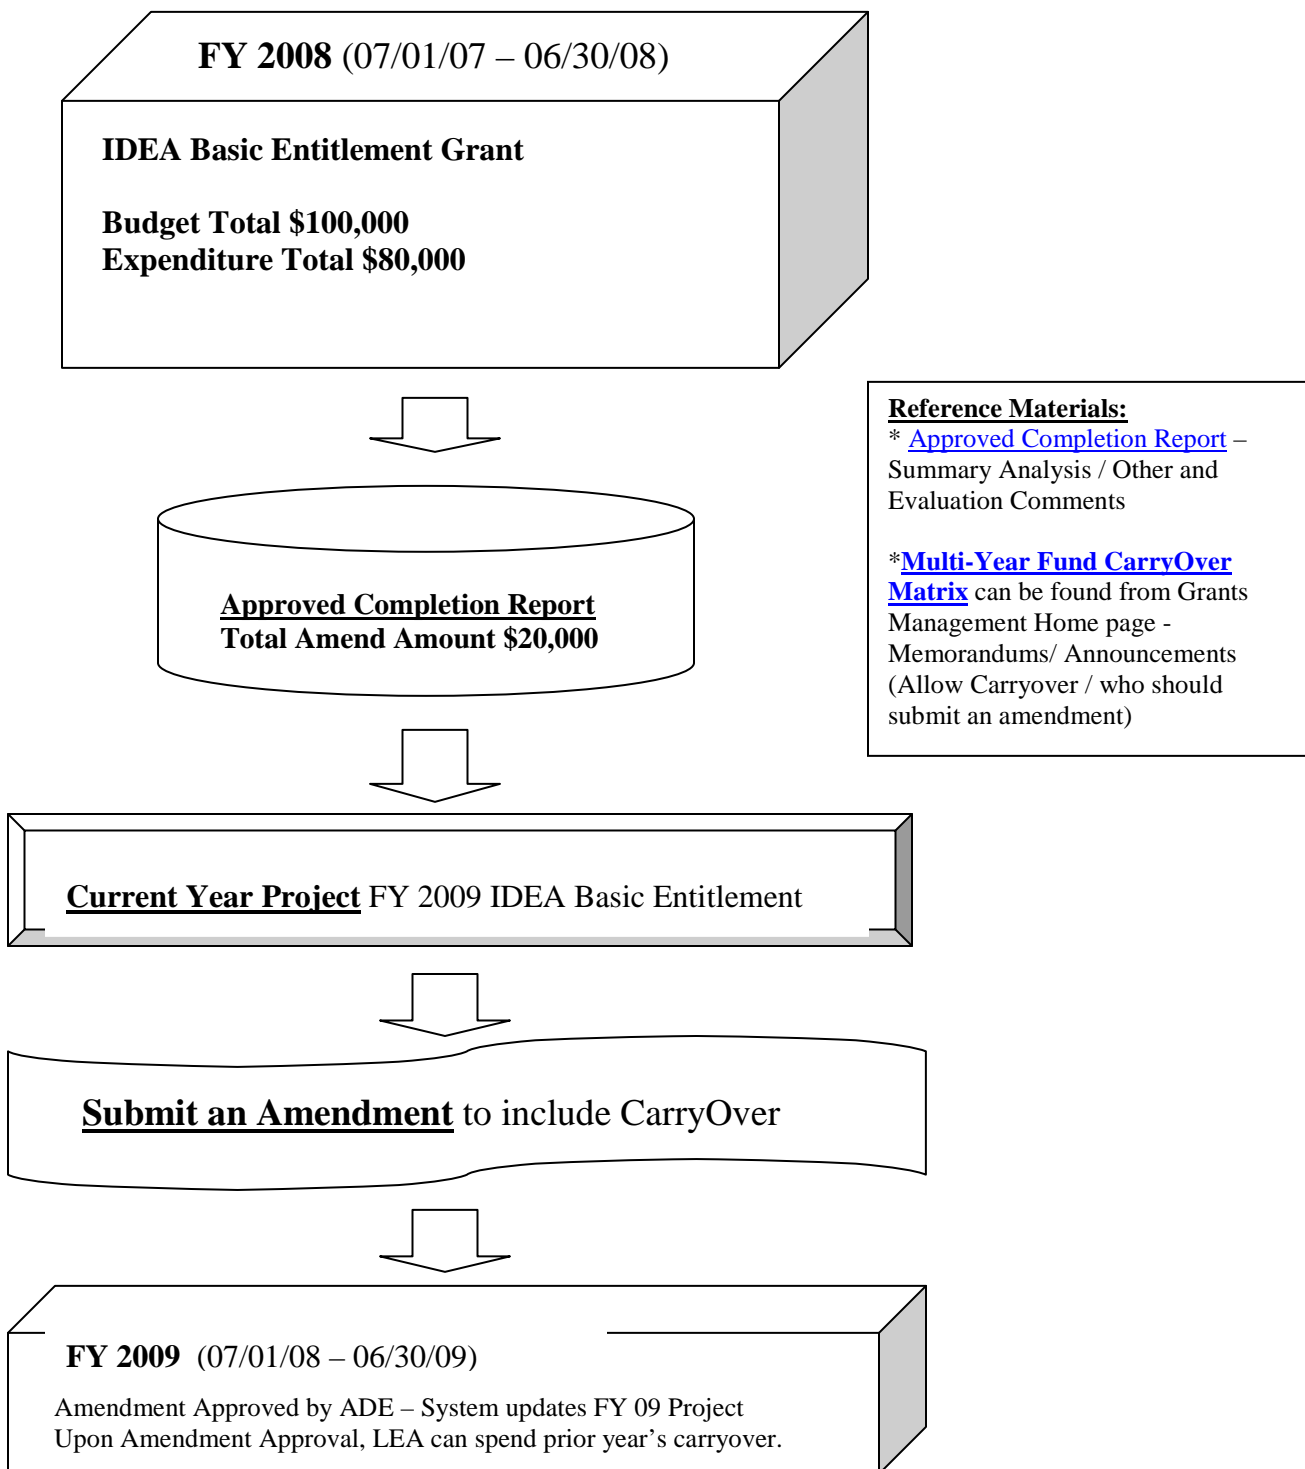 FY 2008 (07/01/07 – 06/30/08)
IDEA Basic Entitlement Grant
Budget Total $100,000
Expenditure Total $80,000
Reference Materials:
* Approved Completion Report –
Summary Analysis / Other and
Evaluation Comments
*Multi-Year Fund CarryOver
Matrix can be found from Grants
Management Home page -
Memorandums/ Announcements
(Allow Carryover / who should
submit an amendment)
Approved Completion Report
Total Amend Amount $20,000
Current Year Project FY 2009 IDEA Basic Entitlement
Submit an Amendment to include CarryOver
FY 2009 (07/01/08 – 06/30/09)
Amendment Approved by ADE – System updates FY 09 Project
Upon Amendment Approval, LEA can spend prior year's carryover.